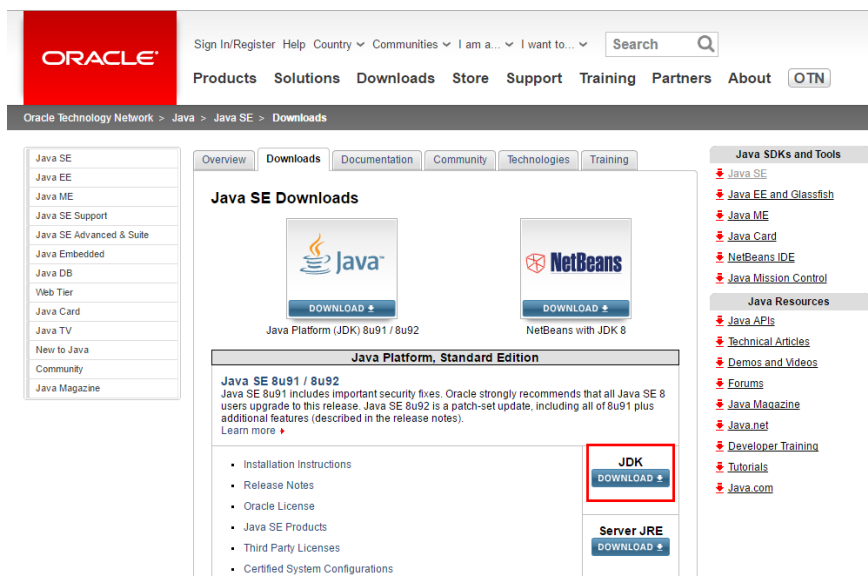 ORACLE
Sign In/Register Help Country Communities I am a... I want to... Search
Products Solutions Downloads Store Support Training Partners About OTN
Oracle Technology Network > Java > Java SE > Downloads
Java SE
Java EE
Java ME
Java SE Support
Java SE Advanced & Suite
Java Embedded
Java DB
Web Tier
Java Card
Java TV
New to Java
Community
Java Magazine
Overview Downloads Documentation Community Technologies Training
Java SE Downloads
Java
DOWNLOAD
Java Platform (JDK) 8u91 / 8u92
NetBeans
DOWNLOAD
NetBeans with JDK 8
Java Platform, Standard Edition
Java SE 8u91 / 8u92
Java SE 8u91 includes important security fixes. Oracle strongly recommends that all Java SE 8
users upgrade to this release. Java SE 8u92 is a patch-set update, including all of 8u91 plus
additional features (described in the release notes).
Learn more
Installation Instructions
Release Notes
Oracle License
Java SE Products
Third Party Licenses
Certified System Configurations
JDK
DOWNLOAD
Server JRE
DOWNLOAD
Java SDKs and Tools
Java SE
Java EE and Glassfish
Java ME
Java Card
NetBeans IDE
Java Mission Control
Java Resources
Java APIs
Technical Articles
Demos and Videos
Forums
Java Magazine
Java.net
Developer Training
Tutorials
Java.com